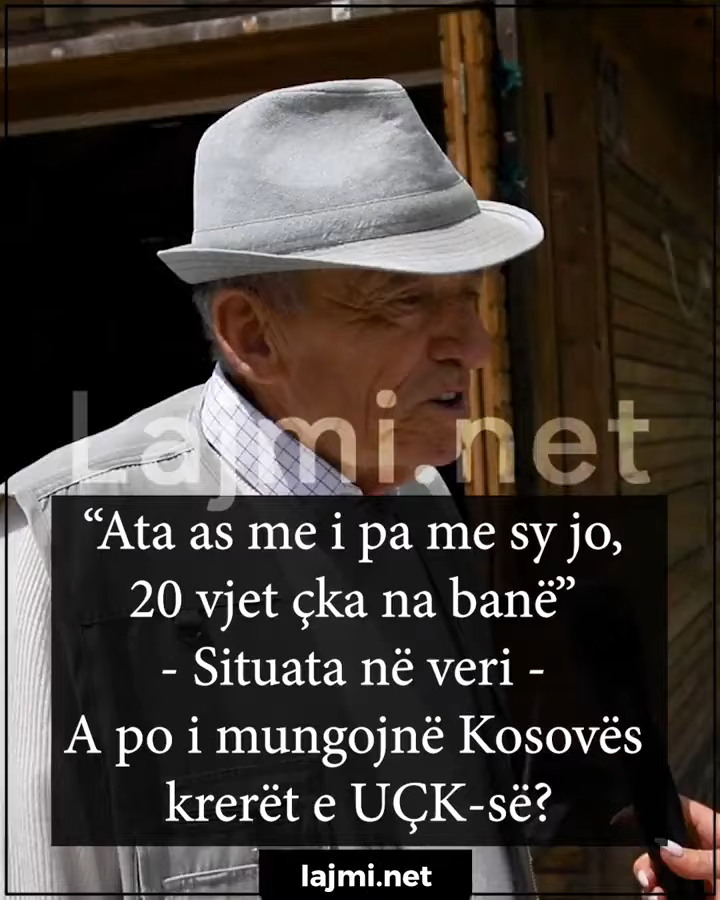 Lajmi.net
“Ata as me i pa me sy jo,
20 vjet çka na banë”
- Situata në veri -
A po i mungojnë Kosovës
krerët e UÇK-së?
lajmi.net